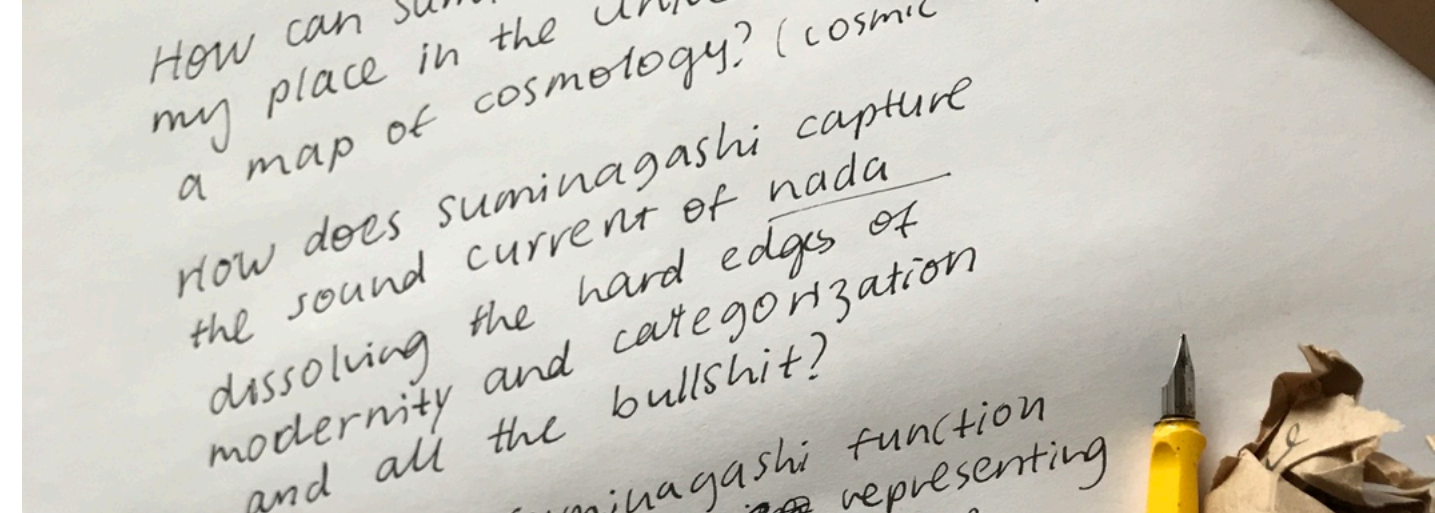 How can
my place in the
a map of cosmology? (cosmic
How does suminagashi capture
the sound current of nada
dissolving the hard edges of
modernity and categorization
and all the bullshit?
suminagashi function
representing